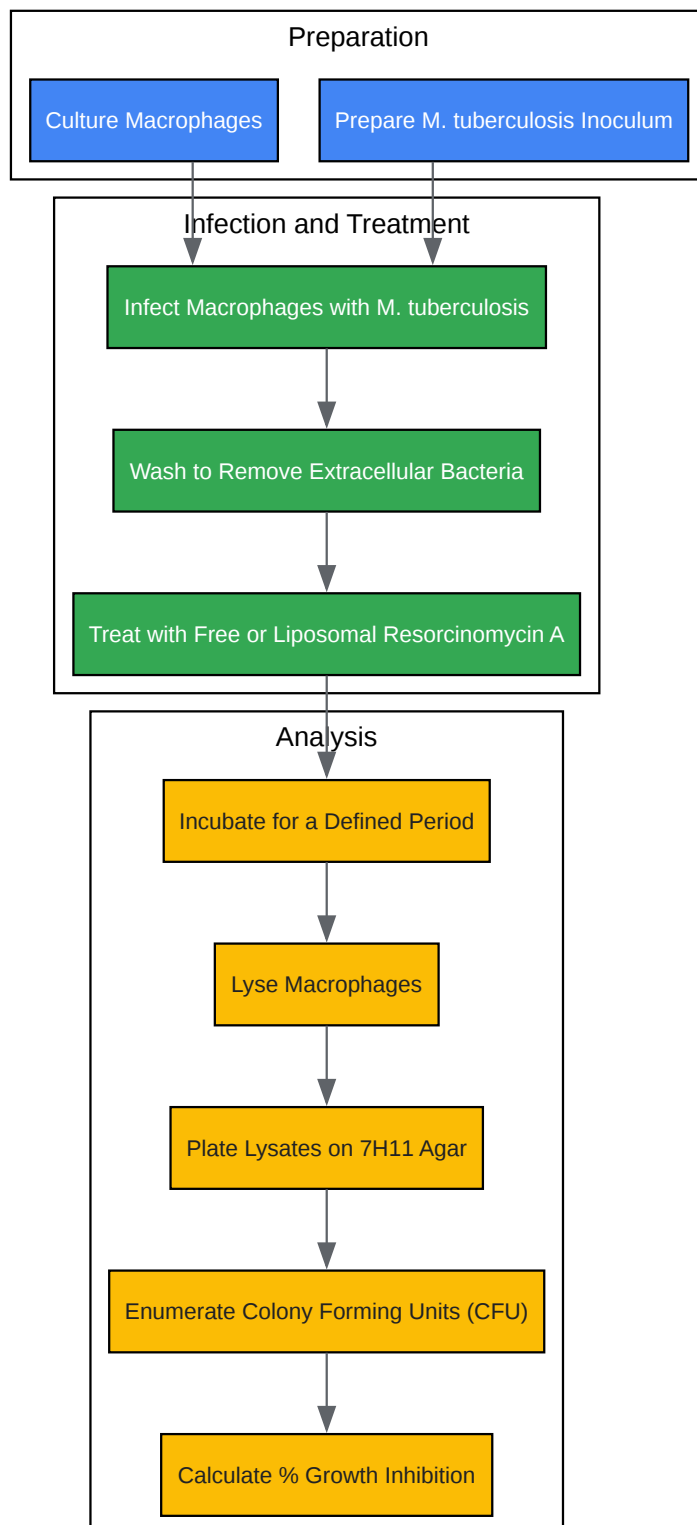 Preparation
Culture Macrophages
Prepare M. tuberculosis Inoculum
Infection and Treatment
Infect Macrophages with M. tuberculosis
Wash to Remove Extracellular Bacteria
Treat with Free or Liposomal Resorcinomycin A
Analysis
Incubate for a Defined Period
Lyse Macrophages
Plate Lysates on 7H11 Agar
Enumerate Colony Forming Units (CFU)
Calculate % Growth Inhibition